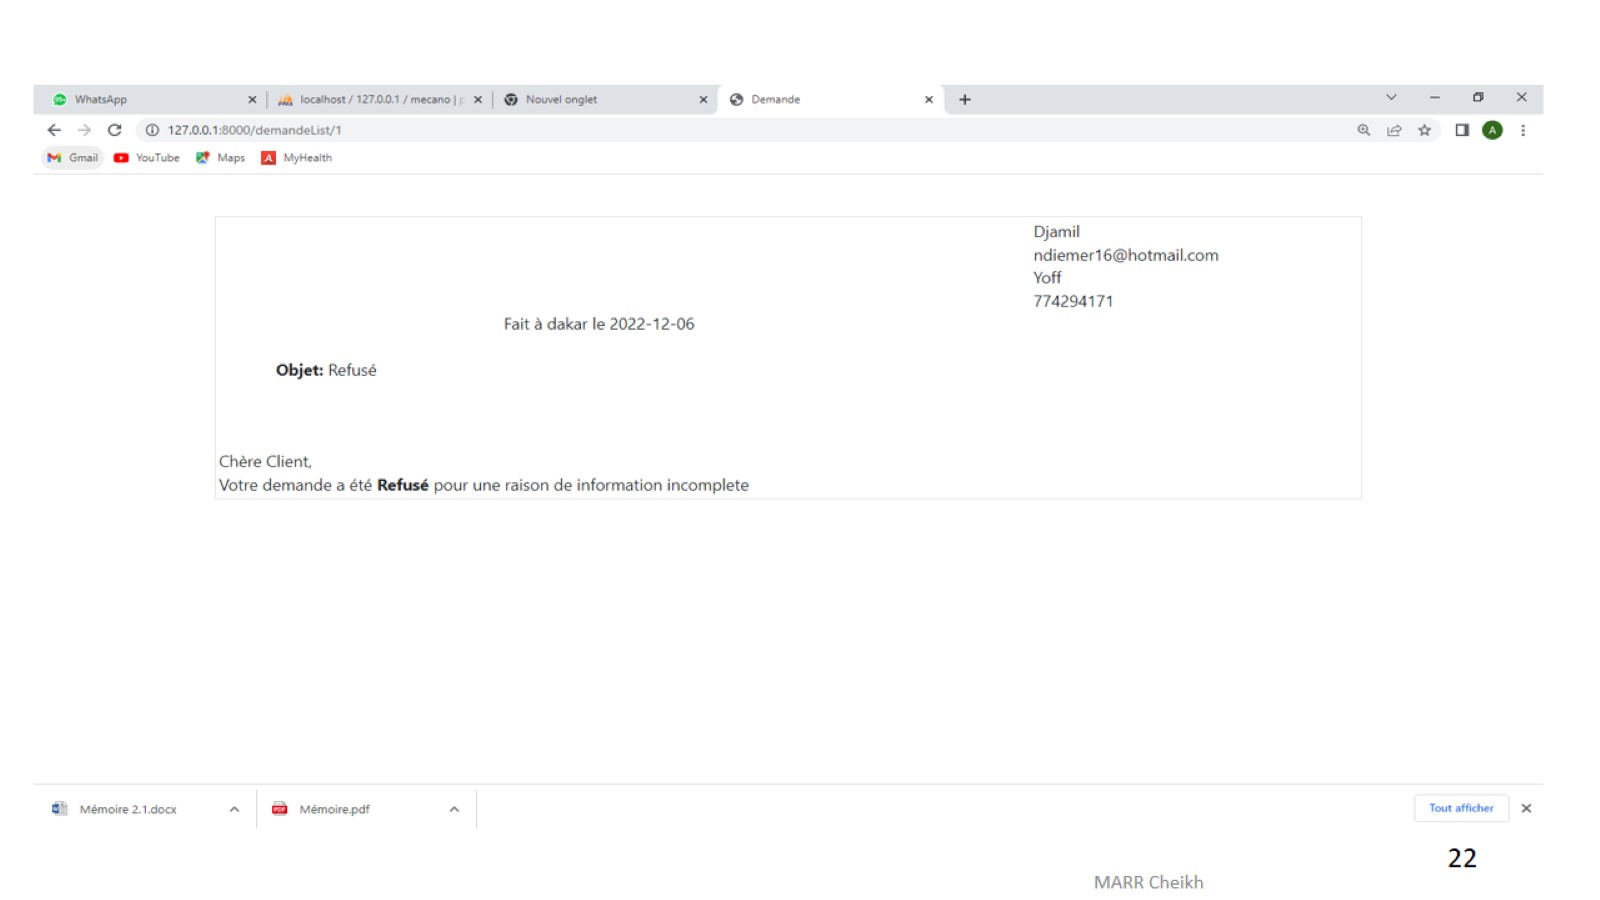 WhatsApp
localhost / 127.0.0.1 / mecano | p
Nouvel onglet
Demande
127.0.0.1:8000/demandeList/1
A
Gmail
YouTube
Maps
MyHealth
Djamil
ndiemer16@hotmail.com
Yoff
774294171
Fait à dakar le 2022-12-06
Objet: Refusé
Chère Client,
Votre demande a été Refusé pour une raison de information incomplete
Mémoire 2.1.docx
Mémoire.pdf
Tout afficher
22
MARR Cheikh